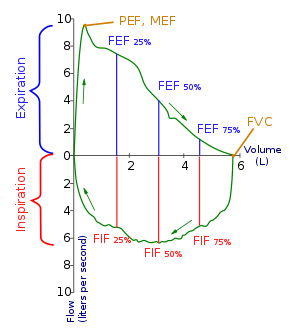 10
PEF, MEF
8
FEF 25%
6
Expiration
FEF 50%
4
FVC
2
FEF 75%
Volume
(L)
0
2
4
6
2
Inspiration
4
6
FIF 25%
FIF 50%
FIF 75%
8
10
Flow
(liters per second)